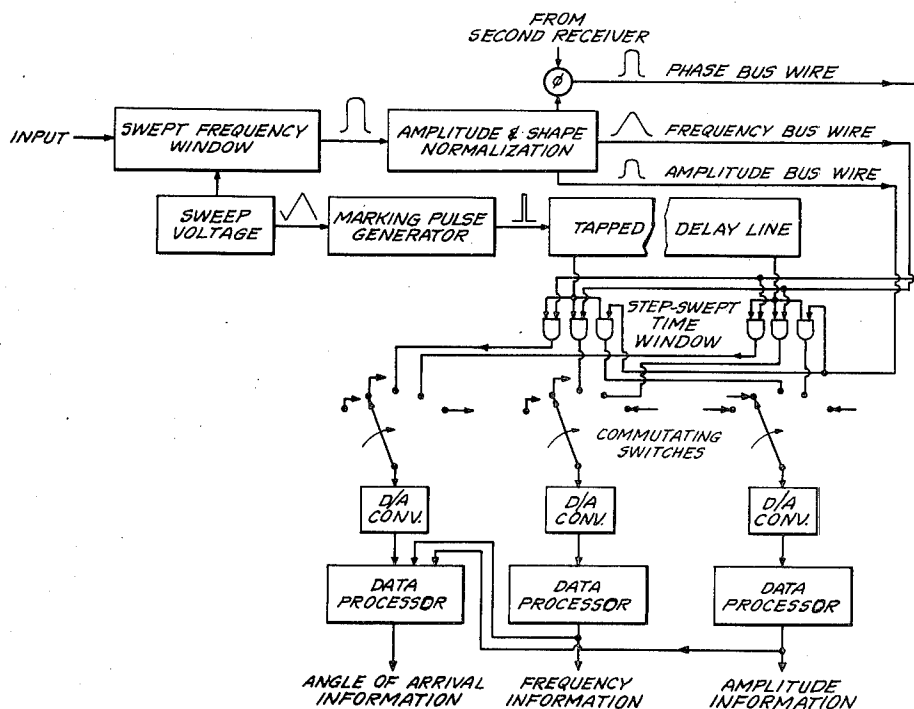 FROM
SECOND RECEIVER
ϕ
PHASE BUS WIRE
INPUT
SWEPT FREQUENCY
WINDOW
AMPLITUDE & SHAPE
NORMALIZATION
FREQUENCY BUS WIRE
AMPLITUDE BUS WIRE
SWEEP
VOLTAGE
MARKING PULSE
GENERATOR
TAPPED
DELAY LINE
STEP-SWEPT
TIME
WINDOW
COMMUTATING
SWITCHES
D/A
CONV.
D/A
CONV.
D/A
CONV.
DATA
PROCESSOR
DATA
PROCESSOR
DATA
PROCESSOR
ANGLE OF ARRIVAL
INFORMATION
FREQUENCY
INFORMATION
AMPLITUDE
INFORMATION